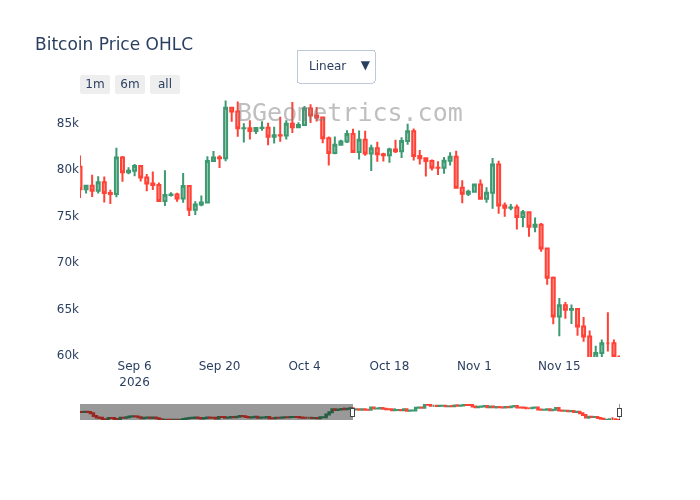 Bitcoin Price OHLC
Linear ▼
1m 6m all
BGeometrics.com
85k
80k
75k
70k
65k
60k
Sep 6 Sep 20 Oct 4 Oct 18 Nov 1 Nov 15
2026